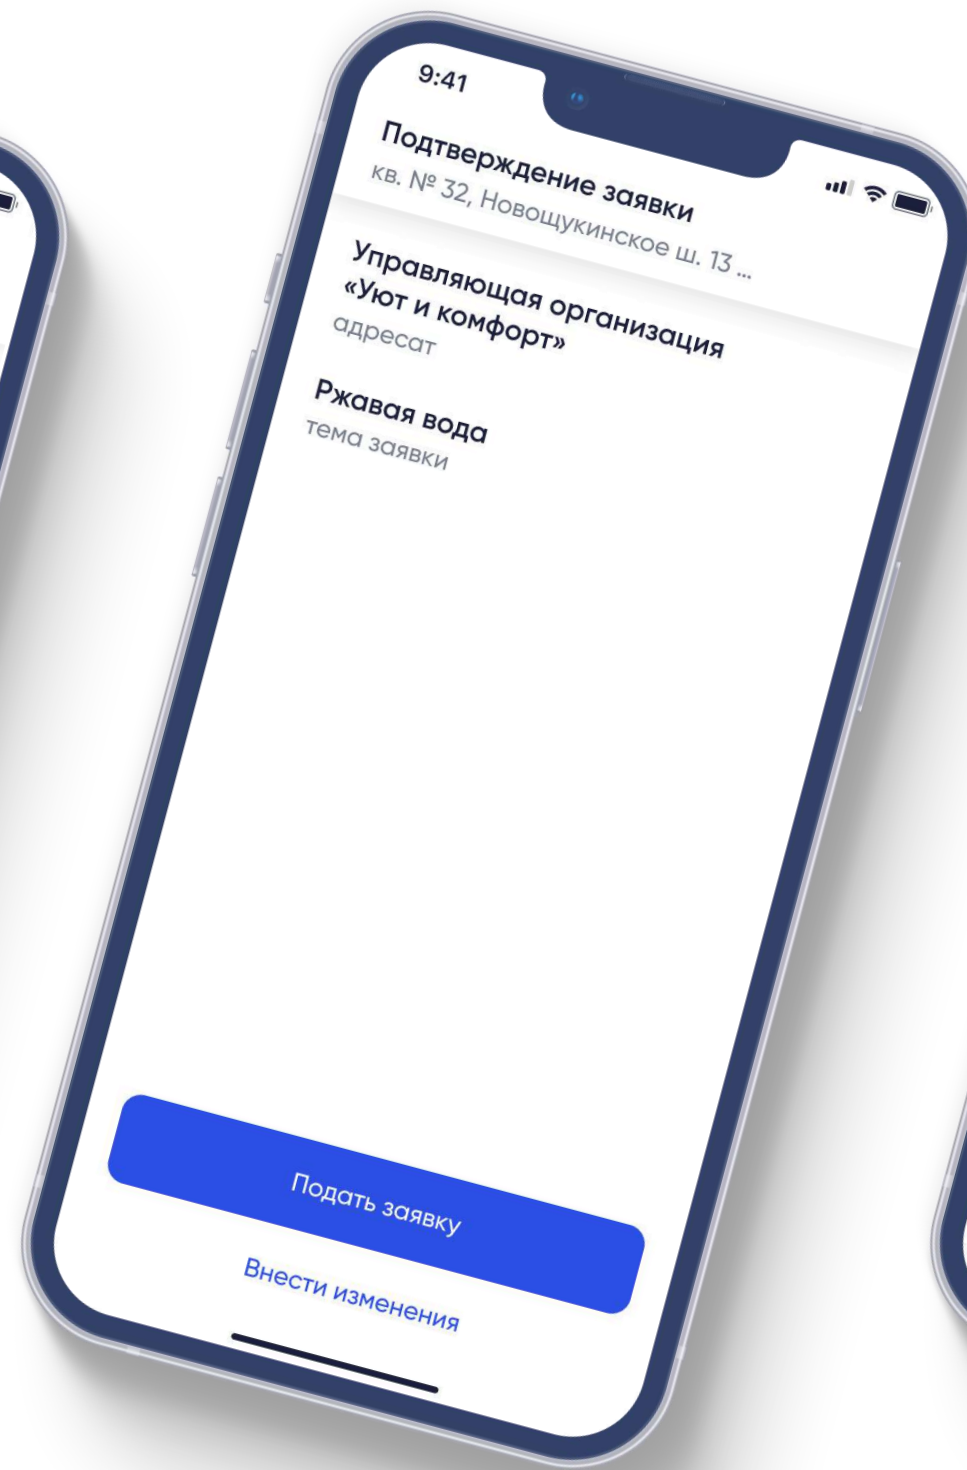 9:41
Подтверждение заявки
кв. № 32, Новощукинское ш. 13 ...
Управляющая организация
«Уют и комфорт»
адресат
Ржавая вода
тема заявки
Подать заявку
Внести изменения